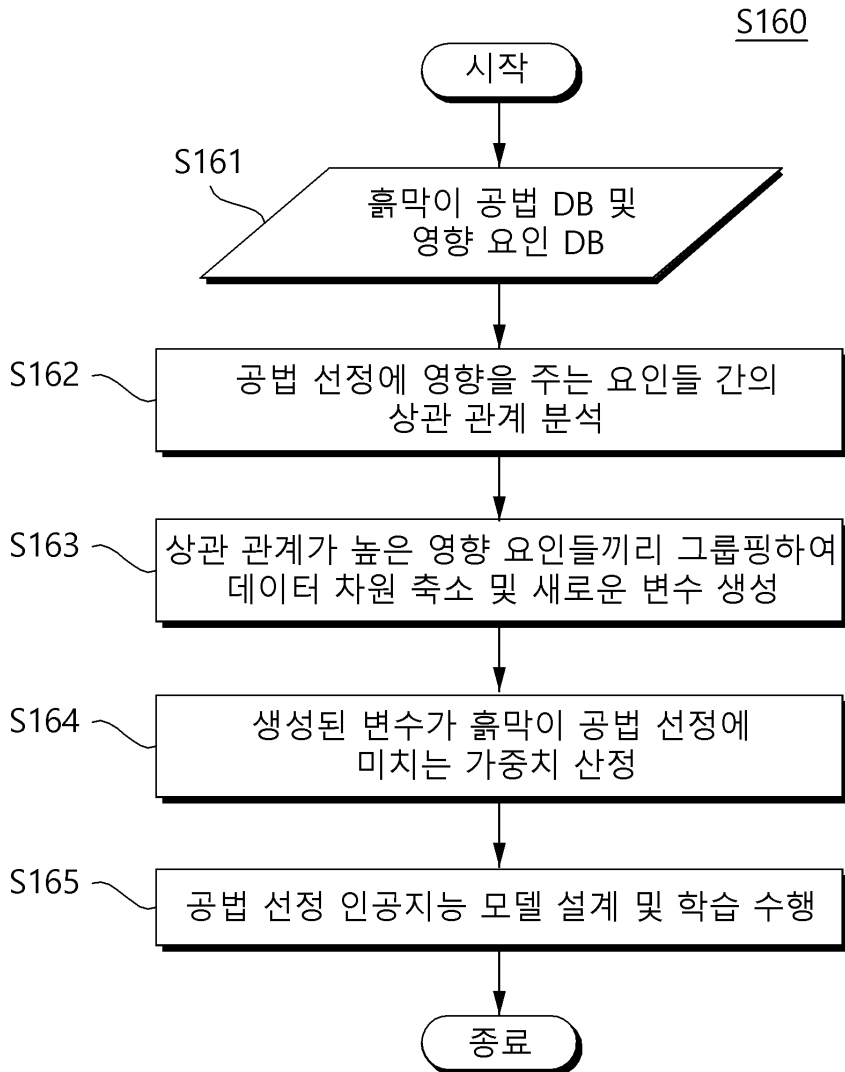 S160
시작
S161
흙막이 공법 DB 및
영향 요인 DB
S162
공법 선정에 영향을 주는 요인들 간의
상관 관계 분석
S163
상관 관계가 높은 영향 요인들끼리 그룹핑하여
데이터 차원 축소 및 새로운 변수 생성
S164
생성된 변수가 흙막이 공법 선정에
미치는 가중치 산정
S165
공법 선정 인공지능 모델 설계 및 학습 수행
종료